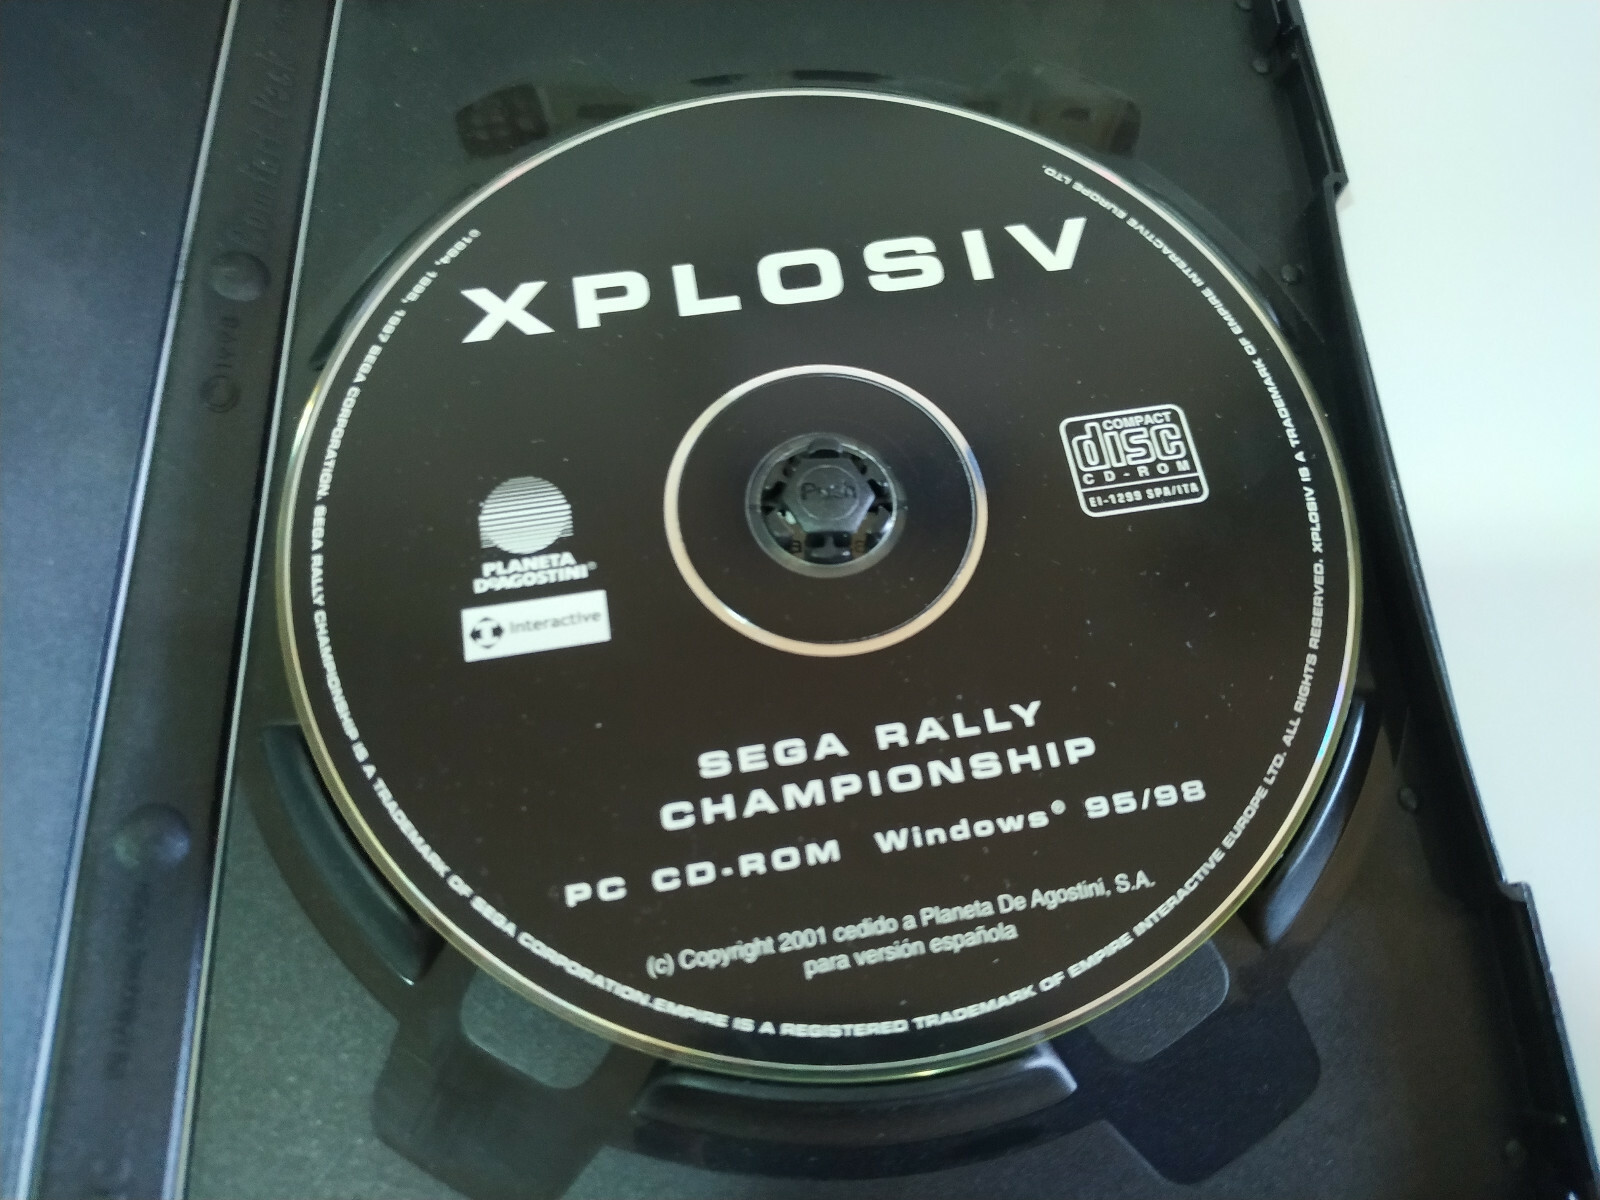 XPLOSIV
COMPACT
disc
CD-ROM
EI-1299 SPA/ITA
PLANETA
DEAGOSTINI
interactive
Push
SEGA RALLY
CHAMPIONSHIP
PC CD-ROM Windows® 95/98
(c) Copyright 2001 cedido a Planeta De Agostini, S.A.
para versión española
©1994, 1995, 1997 SEGA CORPORATION. SEGA RALLY CHAMPIONSHIP IS A TRADEMARK OF SEGA CORPORATION.EMPIRE IS A REGISTERED TRADEMARK OF EMPIRE INTERACTIVE EUROPE LTD. ALL RIGHTS RESERVED. XPLOSIV IS A TRADEMARK OF EMPIRE INTERACTIVE EUROPE LTD.